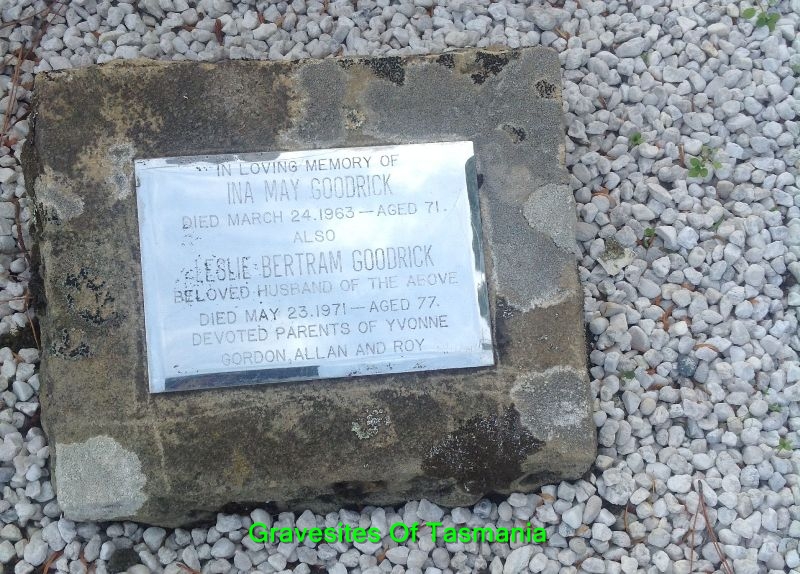 IN LOVING MEMORY OF
INA MAY GOODRICK
DIED MARCH 24.1963 — AGED 71.
ALSO
LESLIE BERTRAM GOODRICK
BELOVED HUSBAND OF THE ABOVE
DIED MAY 23.1971 — AGED 77.
DEVOTED PARENTS OF YVONNE
GORDON, ALLAN AND ROY
Gravesites Of Tasmania